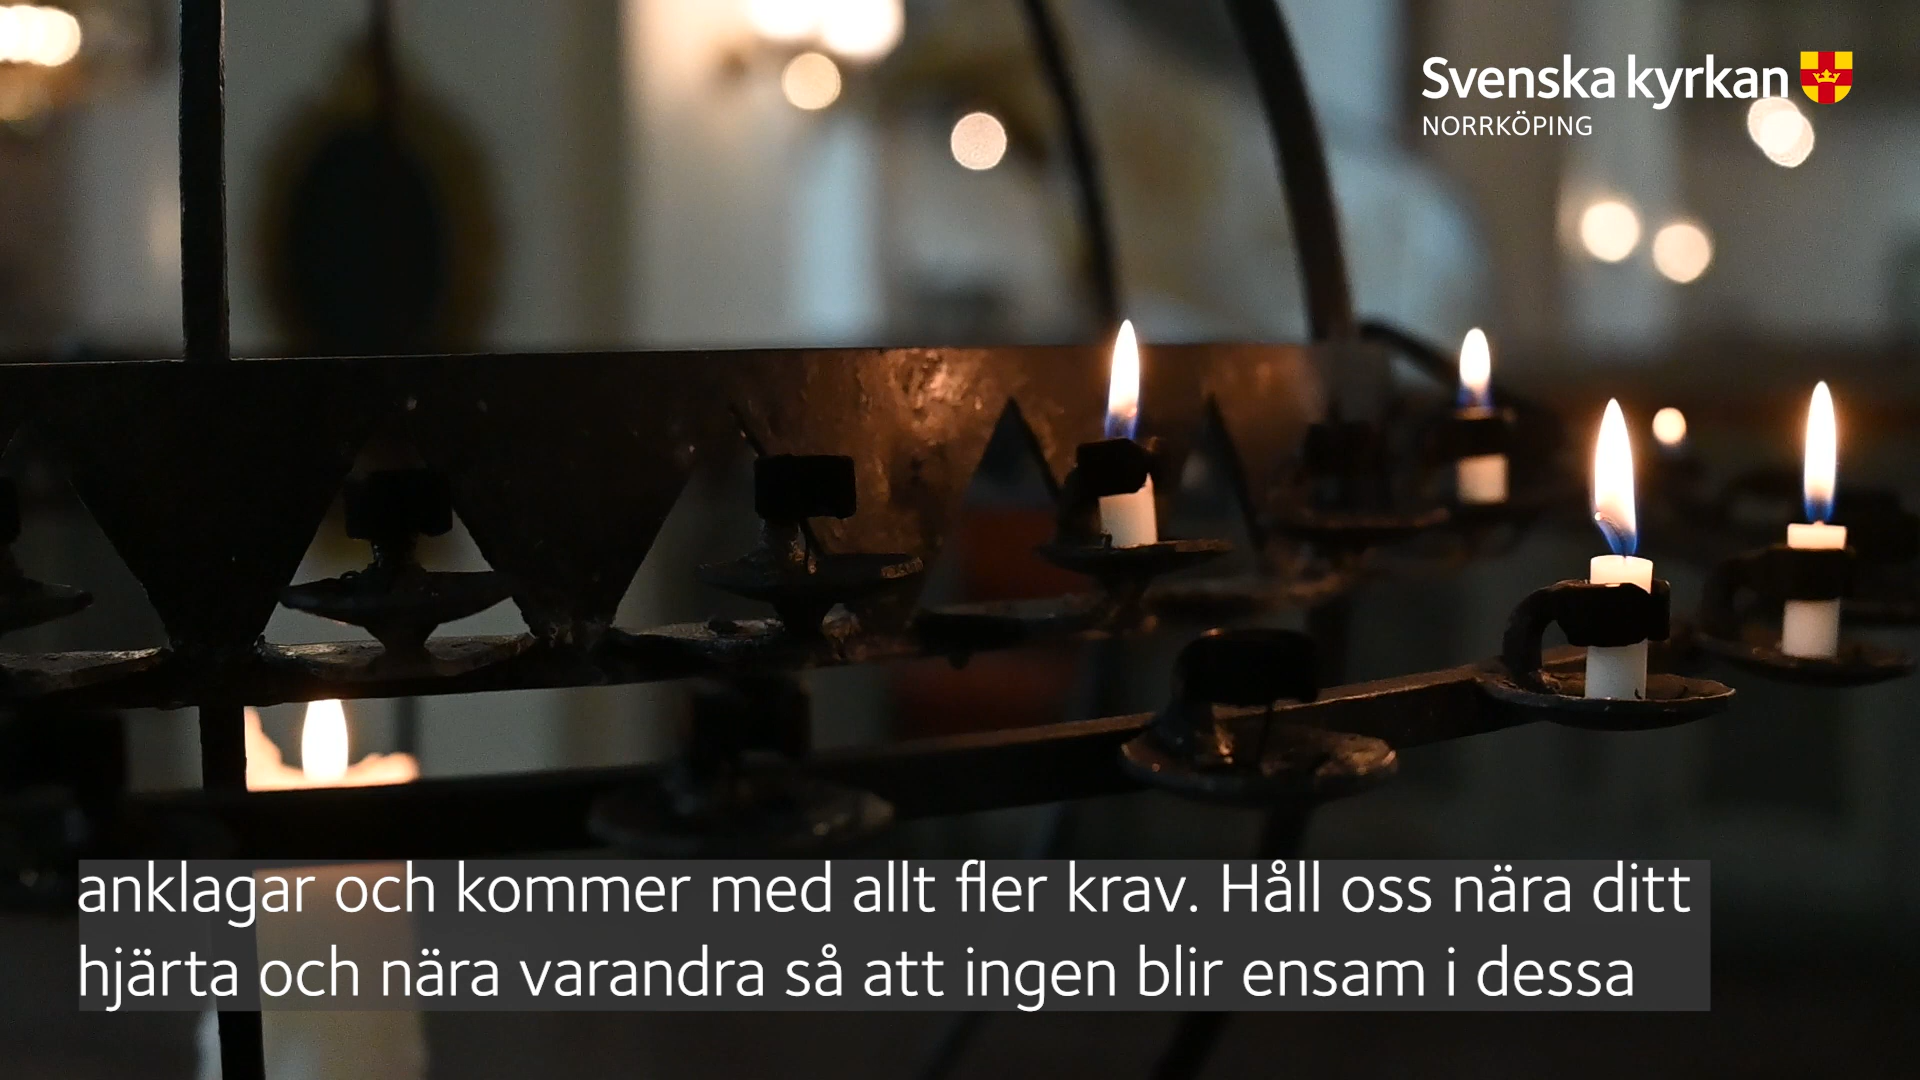 Svenska kyrkan
NORRKÖPING
anklagar och kommer med allt fler krav. Håll oss nära ditt
hjärta och nära varandra så att ingen blir ensam i dessa